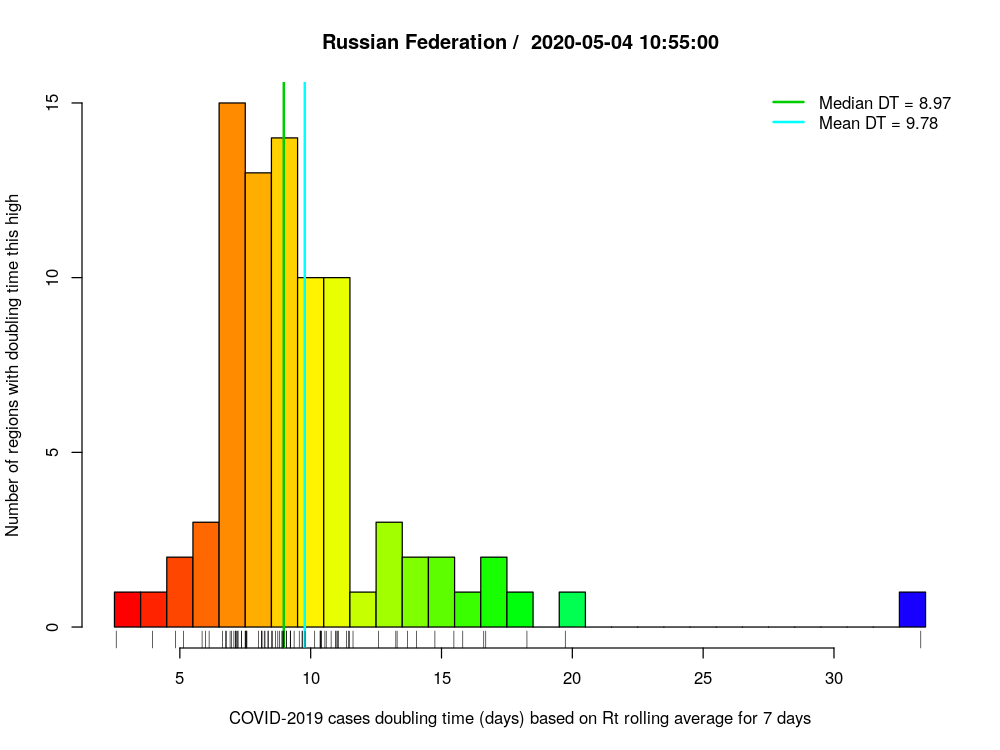 Russian Federation /  2020-05-04 10:55:00
Median DT = 8.97
Mean DT = 9.78
Number of regions with doubling time this high
15
10
5
0
5 10 15 20 25 30
COVID-2019 cases doubling time (days) based on Rt rolling average for 7 days